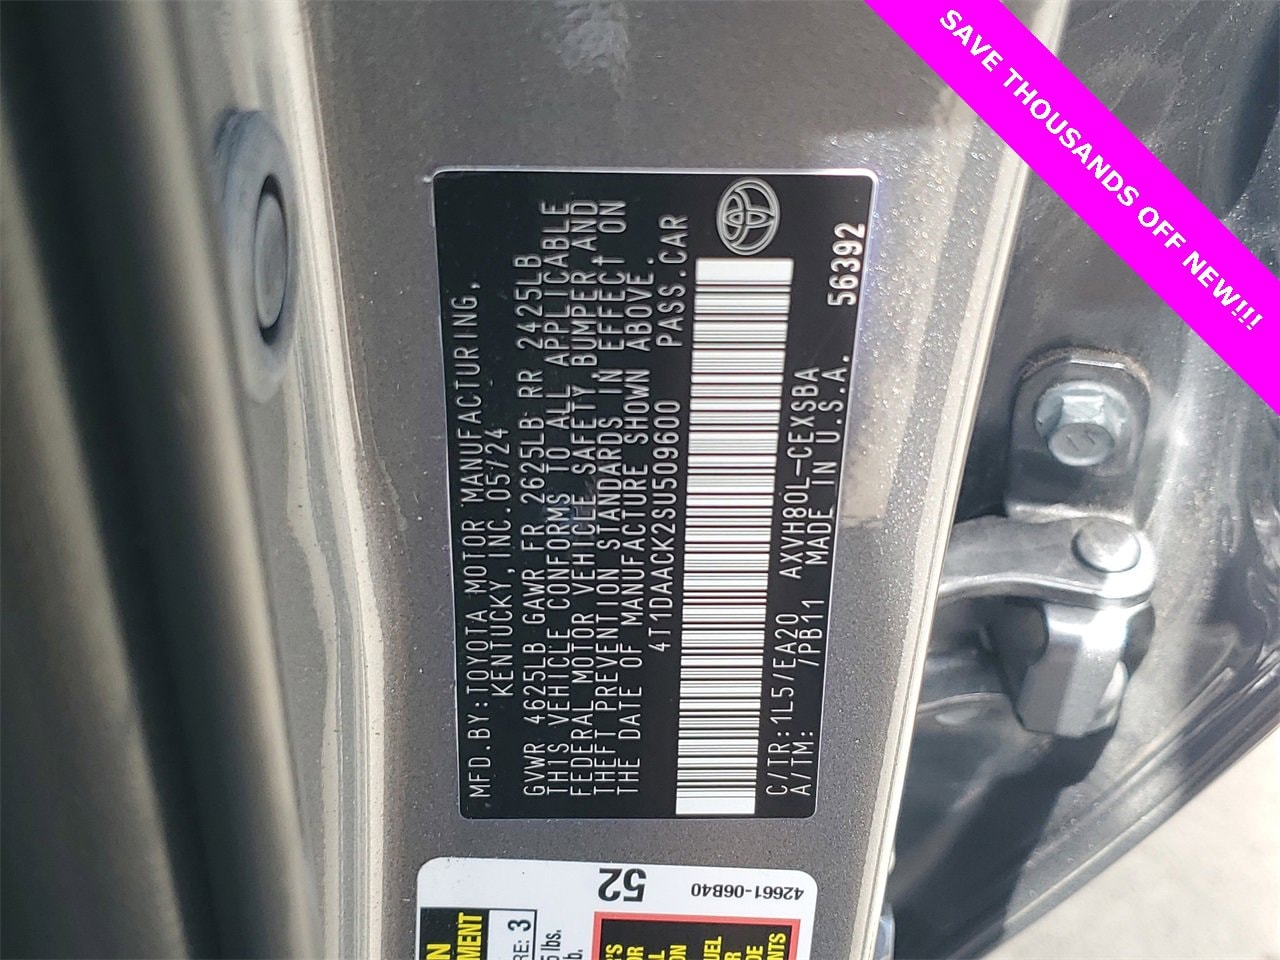 SAVE THOUSANDS OFF NEW!!!
MFD.BY:TOYOTA MOTOR MANUFACTURING,
KENTUCKY,INC. 05/24
GVWR 4625LB GAWR FR 2625LB RR 2425LB
THIS VEHICLE CONFORMS TO ALL APPLICABLE
FEDERAL MOTOR VEHICLE SAFETY, BUMPER,AND
THEFT PREVENTION STANDARDS IN EFFECT ON
THE DATE OF MANUFACTURE SHOWN ABOVE.
4T1DAACK2SU509600 PASS.CAR
C/TR:1L5/EA20 AXVH80L-CEXSBA
A/TM: /PB11 MADE IN U.S.A.
56392
52
42661-06B40
RE: 3